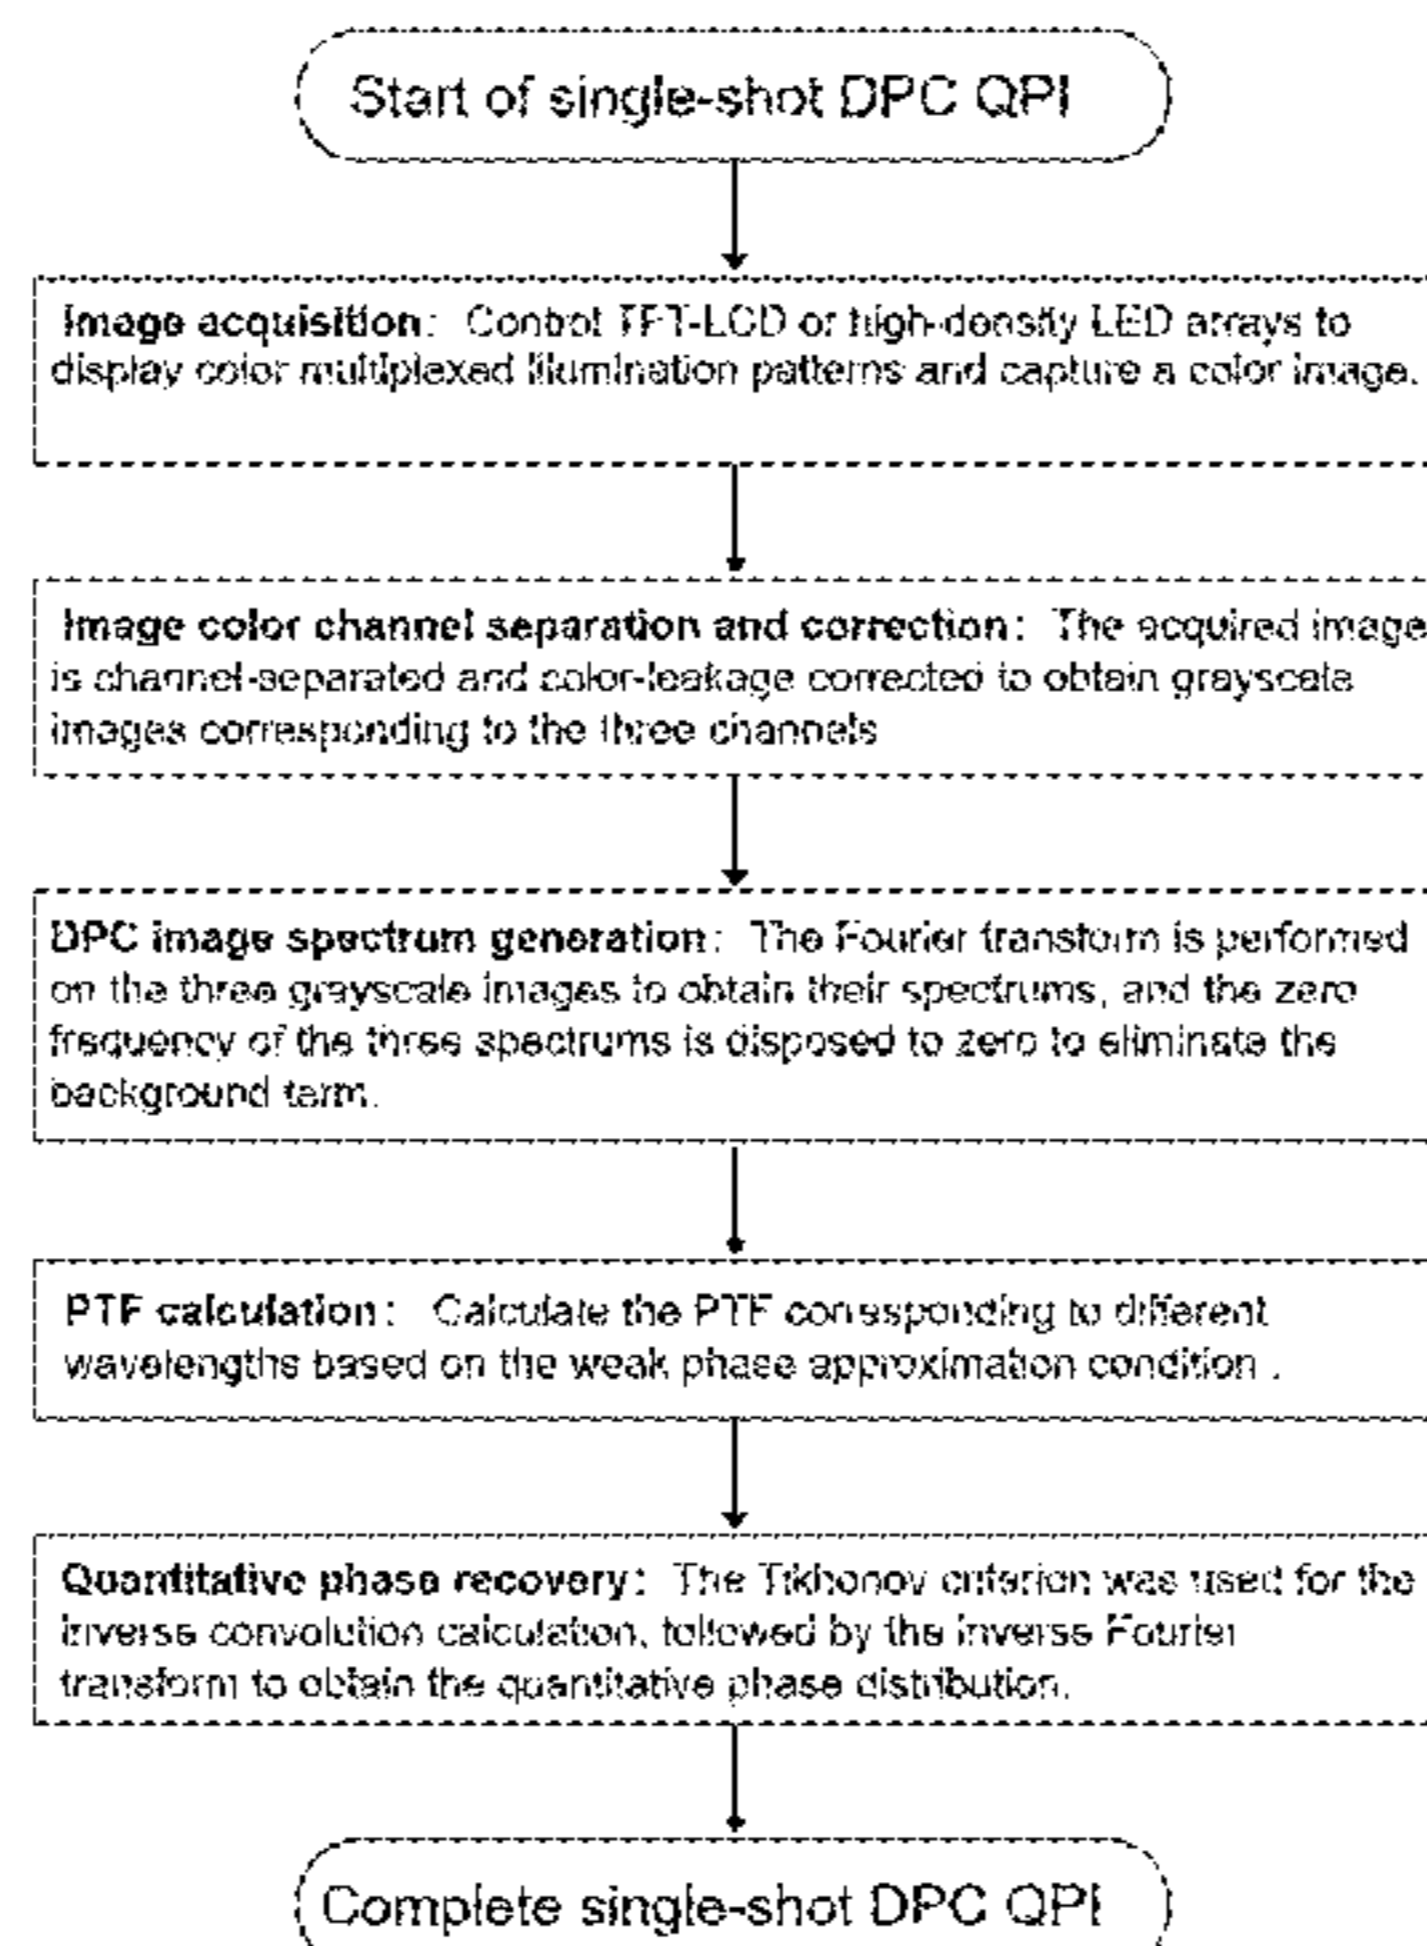 Start of single-shot DPC QPI
Image acquisition: Control TFT-LCD or high-density LED arrays to
display color multiplexed illumination patterns and capture a color image.
Image color channel separation and correction: The acquired image
is channel-separated and color-leakage corrected to obtain grayscale
images corresponding to the three channels
DPC image spectrum generation: The Fourier transform is performed
on the three grayscale images to obtain their spectrums, and the zero
frequency of the three spectrums is disposed to zero to eliminate the
background term.
PTF calculation: Calculate the PTF corresponding to different
wavelengths based on the weak phase approximation condition .
Quantitative phase recovery: The Tikhonov criterion was used for the
inverse convolution calculation, followed by the inverse Fourier
transform to obtain the quantitative phase distribution.
Complete single-shot DPC QPI